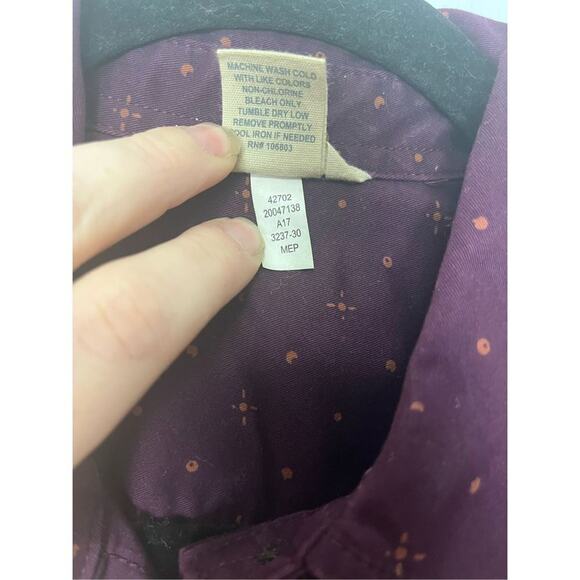 MACHINE WASH COLD
WITH LIKE COLORS
NON-CHLORINE
BLEACH ONLY
TUMBLE DRY LOW
REMOVE PROMPTLY
COOL IRON IF NEEDED
RN# 106803
42702
20047138
A17
3237-30
MEP